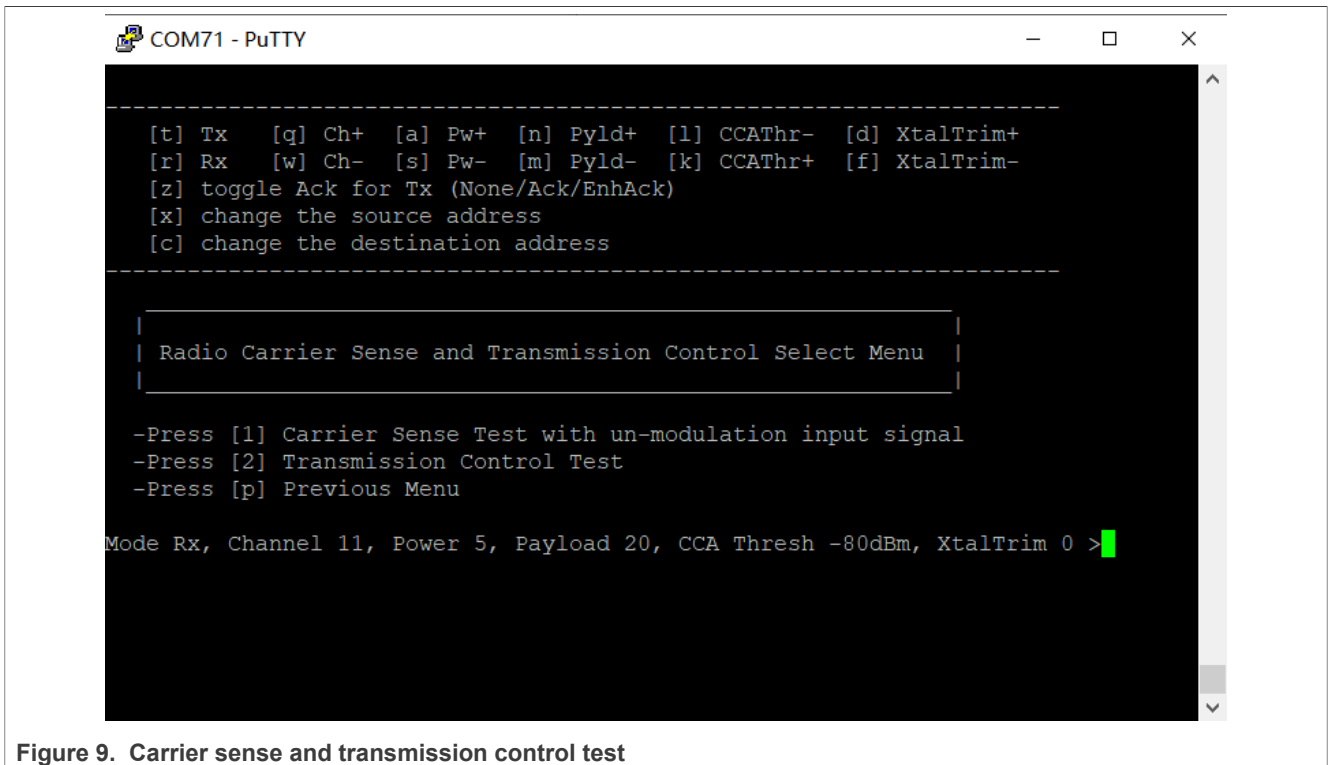 COM71 - PuTTY
[t] Tx [q] Ch+ [a] Pw+ [n] Pyld+ [l] CCAThr- [d] XtalTrim+
[r] Rx [w] Ch- [s] Pw- [m] Pyld- [k] CCAThr+ [f] XtalTrim-
[z] toggle Ack for Tx (None/Ack/EnhAck)
[x] change the source address
[c] change the destination address
Radio Carrier Sense and Transmission Control Select Menu
-Press [1] Carrier Sense Test with un-modulation input signal
-Press [2] Transmission Control Test
-Press [p] Previous Menu
Mode Rx, Channel 11, Power 5, Payload 20, CCA Thresh -80dBm, XtalTrim 0 >
Figure 9. Carrier sense and transmission control test